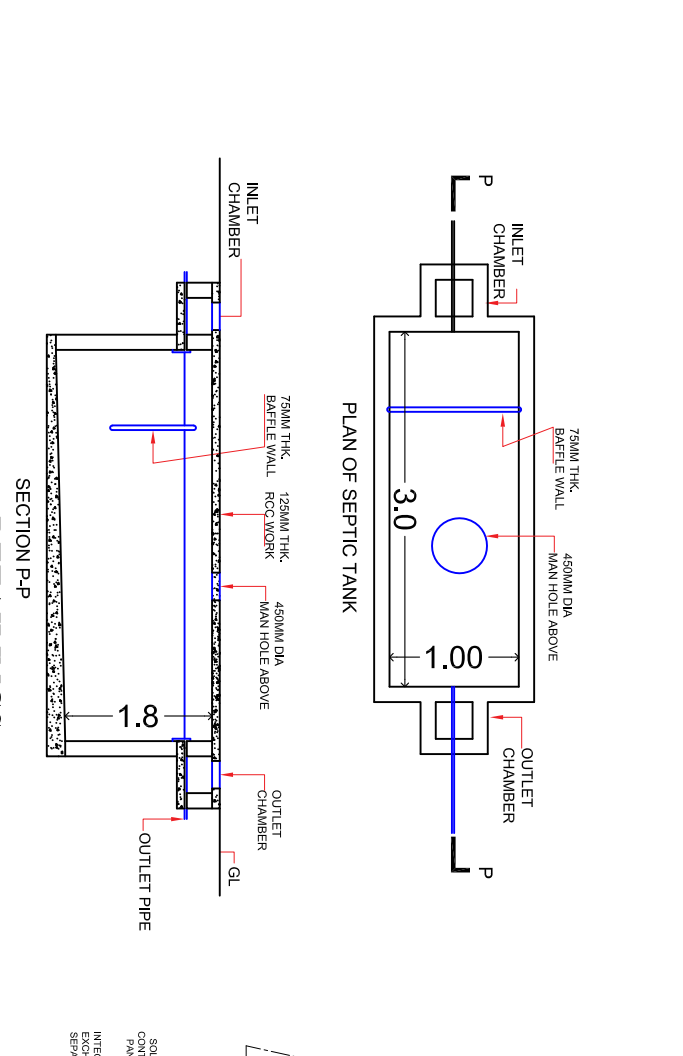 P
INLET
CHAMBER
75MM THK.
BAFFLE WALL
450MM DIA
MAN HOLE ABOVE
OUTLET
CHAMBER
P
3.0
1.00
PLAN OF SEPTIC TANK
INLET
CHAMBER
75MM THK.
BAFFLE WALL
125MM THK.
RCC WORK
450MM DIA
MAN HOLE ABOVE
OUTLET
CHAMBER
GL
1.8
OUTLET PIPE
SECTION P-P